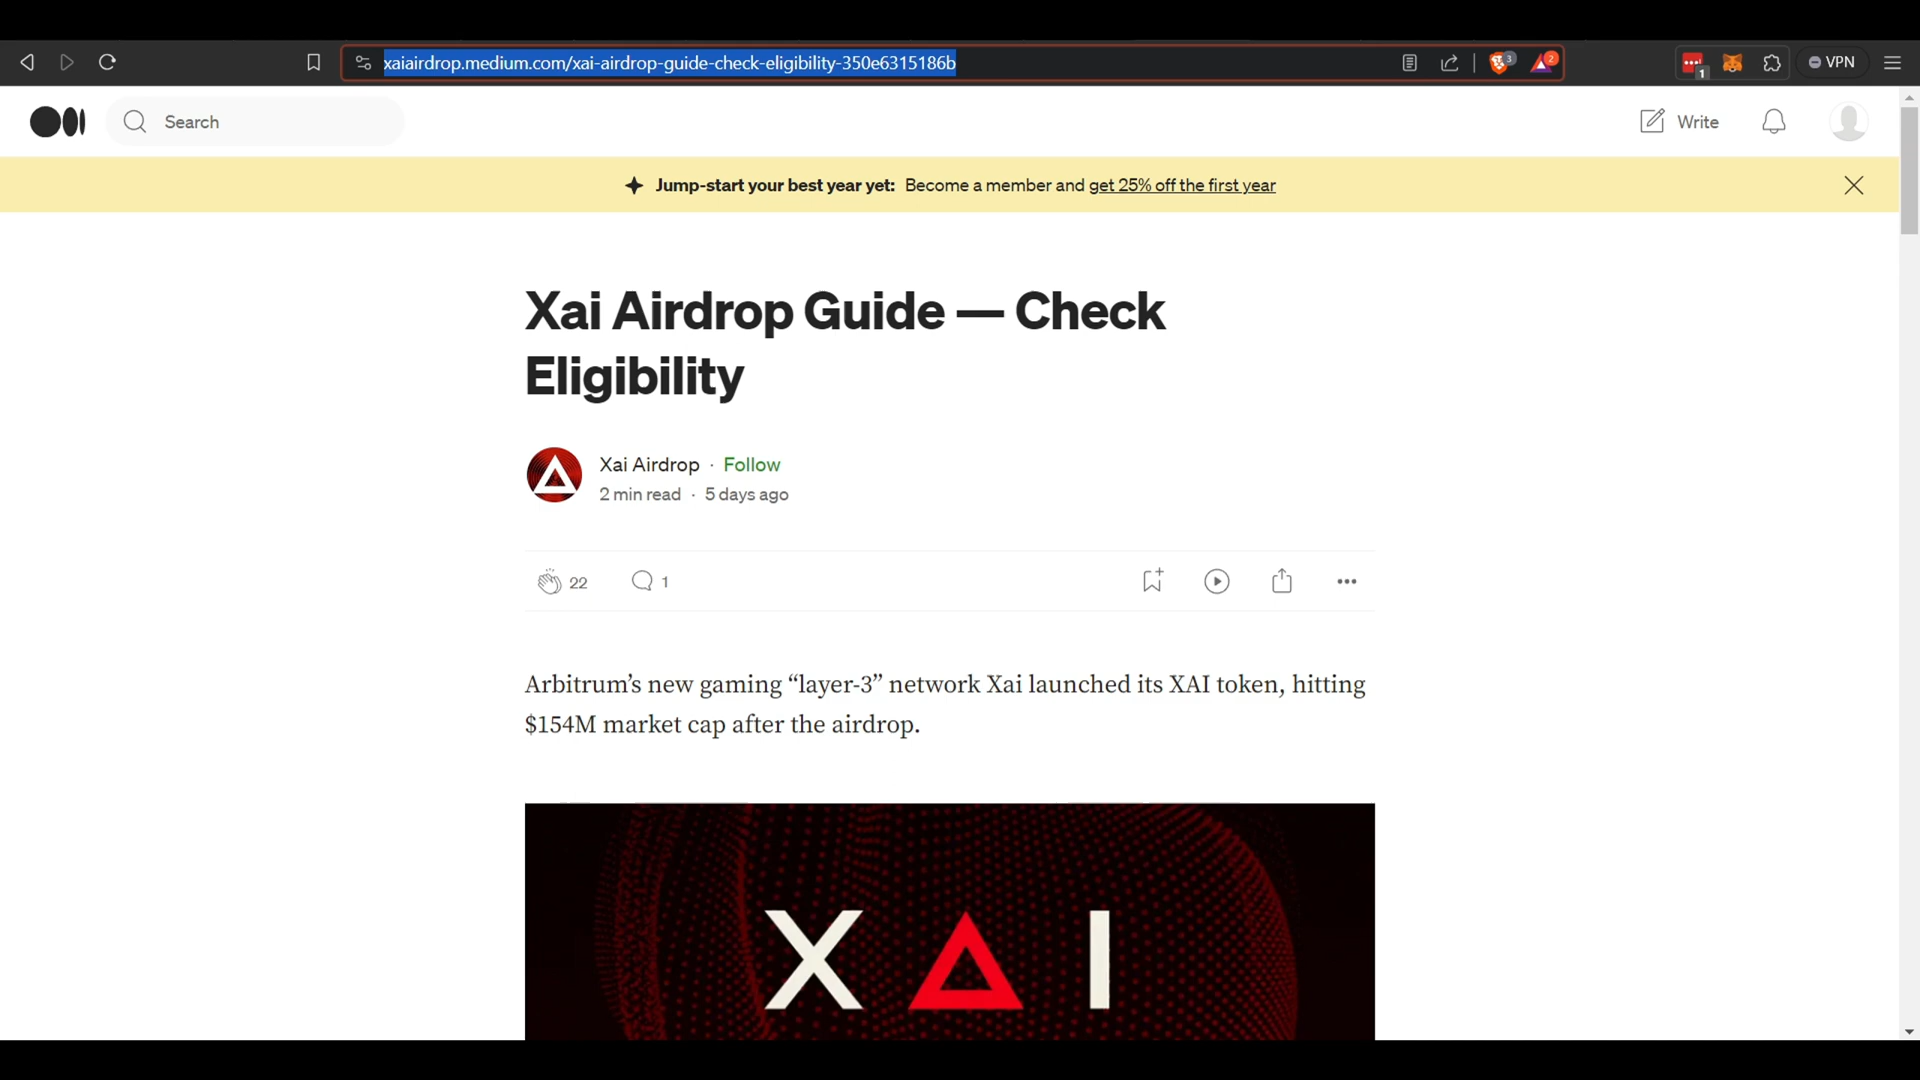 xaiairdrop.medium.com/xai-airdrop-guide-check-eligibility-350e6315186b
3
2
1
VPN
Search
Write
Jump-start your best year yet: Become a member and get 25% off the first year
Xai Airdrop Guide — Check
Eligibility
Xai Airdrop · Follow
2 min read · 5 days ago
22
1
Arbitrum’s new gaming “layer-3” network Xai launched its XAI token, hitting
$154M market cap after the airdrop.
X I